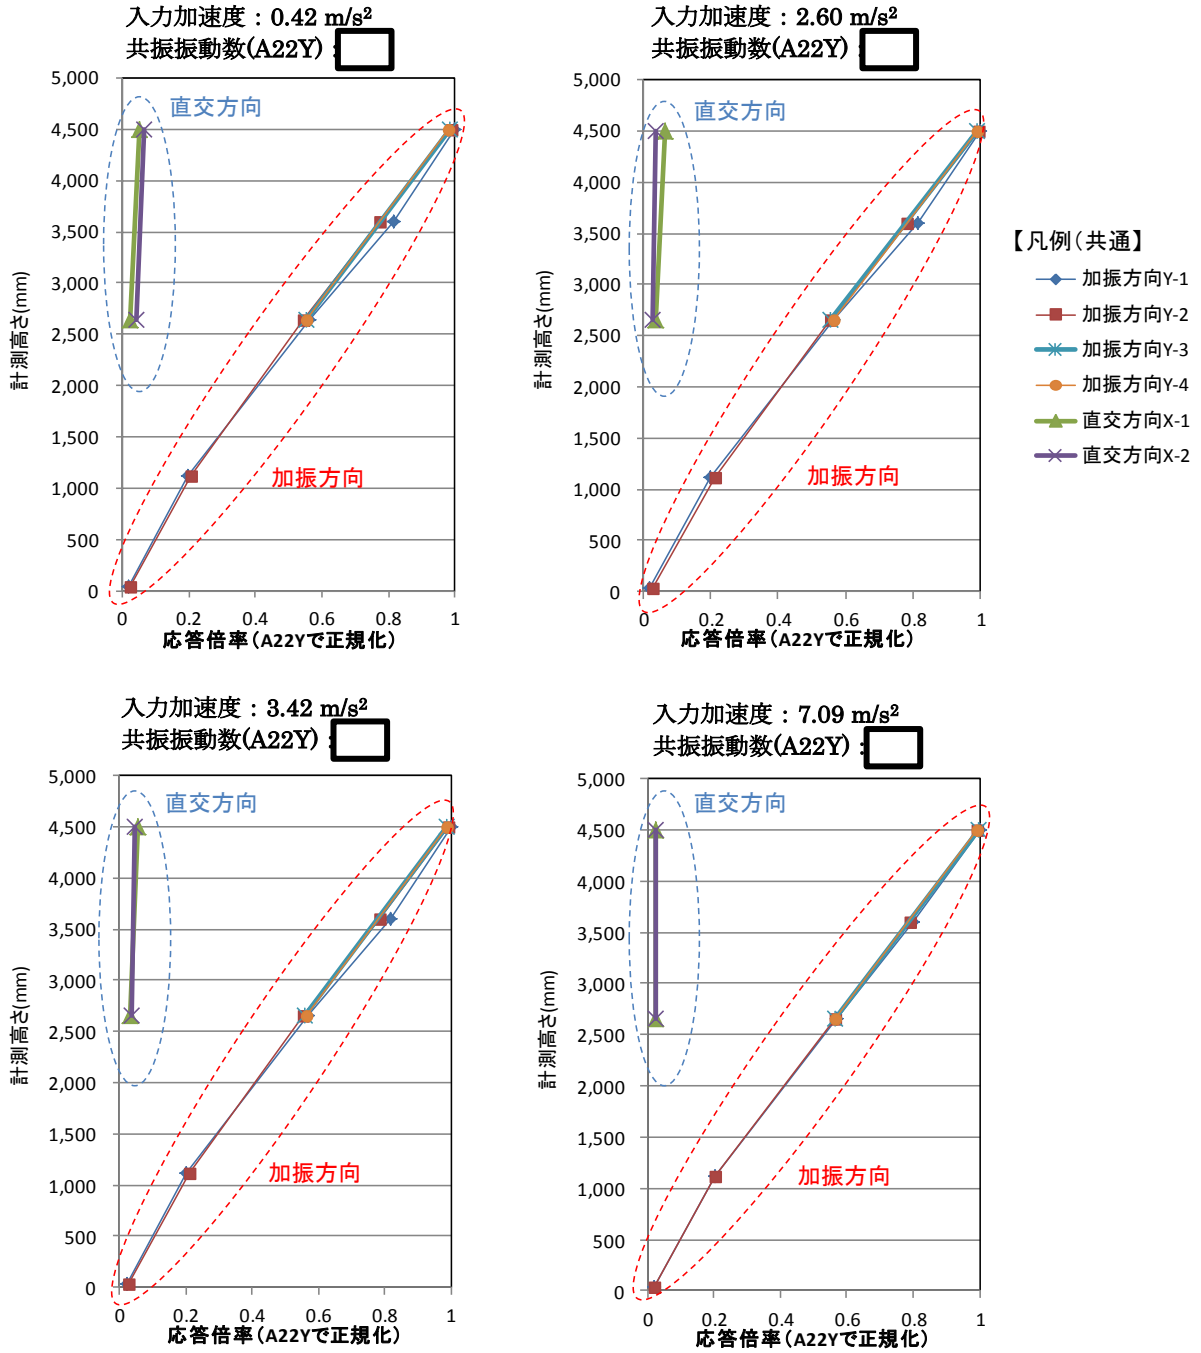 入力加速度：0.42 m/s²
共振振動数(A22Y)：
5,000
4,500
4,000
3,500
3,000
2,500
2,000
1,500
1,000
500
0
計測高さ(mm)
直交方向
加振方向
0 0.2 0.4 0.6 0.8 1
応答倍率（A22Yで正規化）
入力加速度：2.60 m/s²
共振振動数(A22Y)：
5,000
4,500
4,000
3,500
3,000
2,500
2,000
1,500
1,000
500
0
計測高さ(mm)
直交方向
加振方向
0 0.2 0.4 0.6 0.8 1
応答倍率（A22Yで正規化）
【凡例（共通】
加振方向Y-1
加振方向Y-2
加振方向Y-3
加振方向Y-4
直交方向X-1
直交方向X-2
入力加速度：3.42 m/s²
共振振動数(A22Y)：
5,000
4,500
4,000
3,500
3,000
2,500
2,000
1,500
1,000
500
0
計測高さ(mm)
直交方向
加振方向
0 0.2 0.4 0.6 0.8 1
応答倍率（A22Yで正規化）
入力加速度：7.09 m/s²
共振振動数(A22Y)：
5,000
4,500
4,000
3,500
3,000
2,500
2,000
1,500
1,000
500
0
計測高さ(mm)
直交方向
加振方向
0 0.2 0.4 0.6 0.8 1
応答倍率（A22Yで正規化）